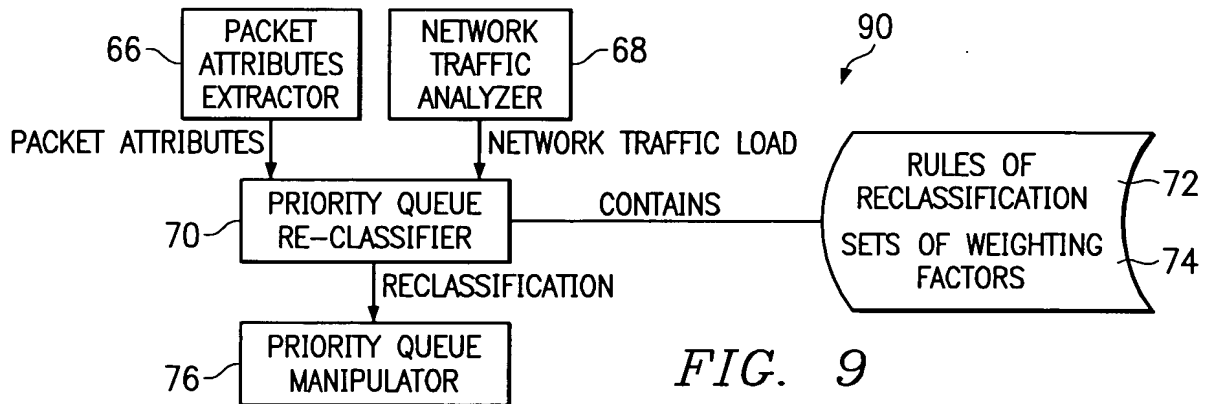 66
PACKET
ATTRIBUTES
EXTRACTOR
NETWORK
TRAFFIC
ANALYZER
68
90
PACKET ATTRIBUTES
NETWORK TRAFFIC LOAD
70
PRIORITY QUEUE
RE-CLASSIFIER
CONTAINS
RULES OF
RECLASSIFICATION
72
SETS OF WEIGHTING
FACTORS
74
RECLASSIFICATION
76
PRIORITY QUEUE
MANIPULATOR
FIG. 9